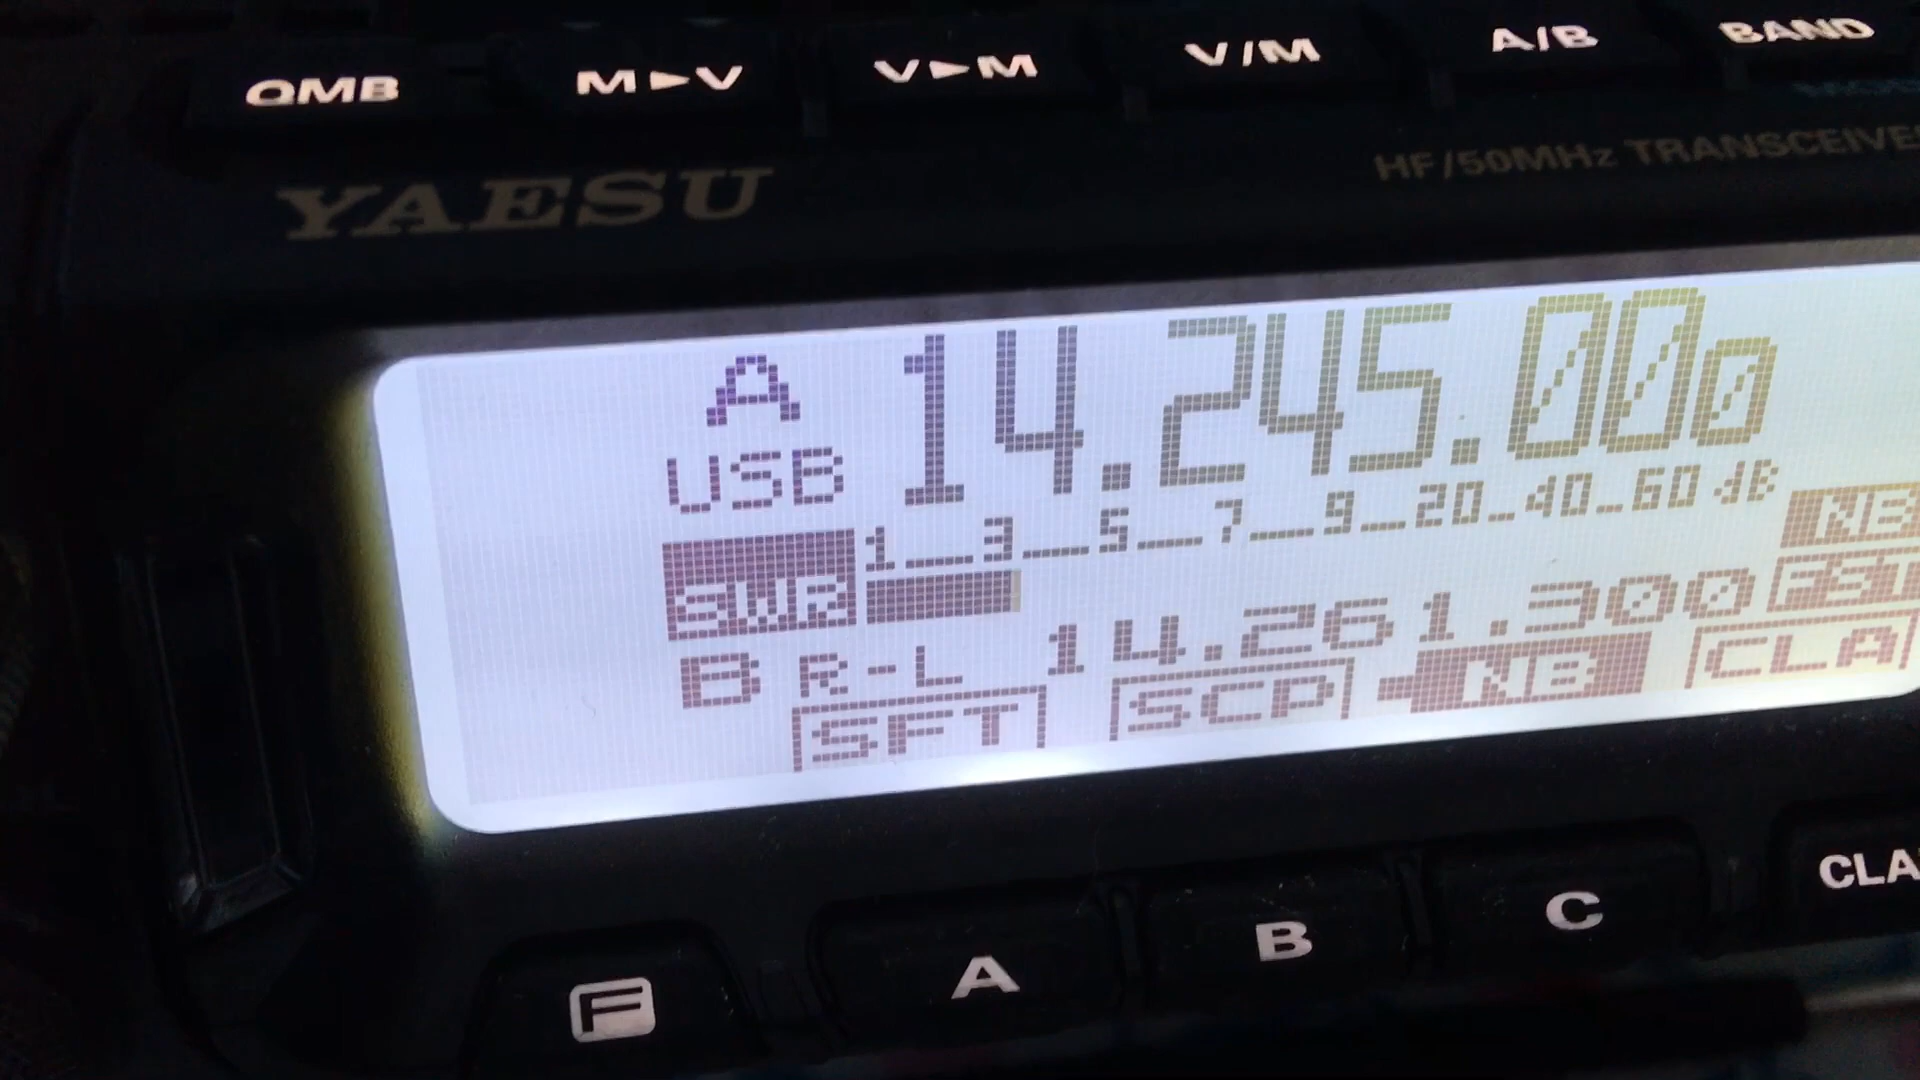 QMB M►V V►M V/M A/B BAND
YAESU HF/50MHz TRANSCEIVE
A 14.245.000
USB
1__3__5__7__9_20_40_60 dB NB
SWR FST
B R-L 14.261.300
SFT SCP NB CLA
F A B C CLA